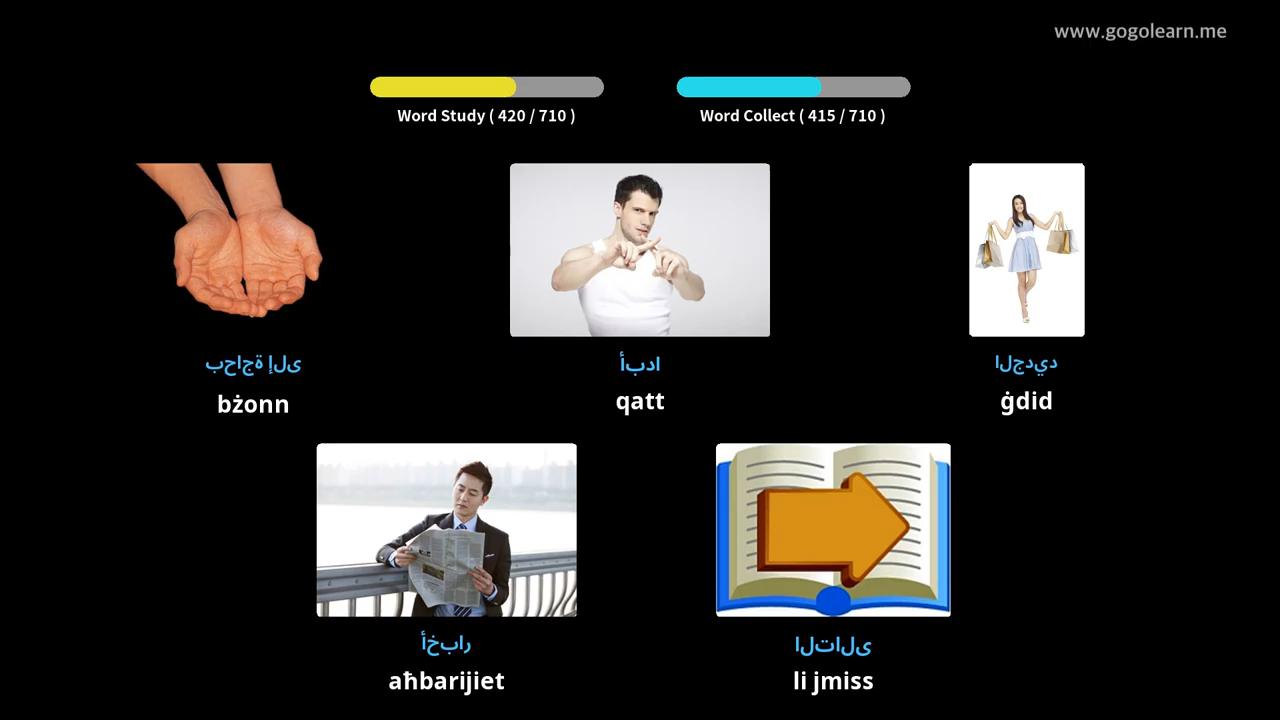 www.gogolearn.me
Word Study ( 420 / 710 )
Word Collect ( 415 / 710 )
بحاجة إلى
bżonn
أبدا
qatt
الجديد
ġdid
أخبار
aħbarijiet
التالى
li jmiss